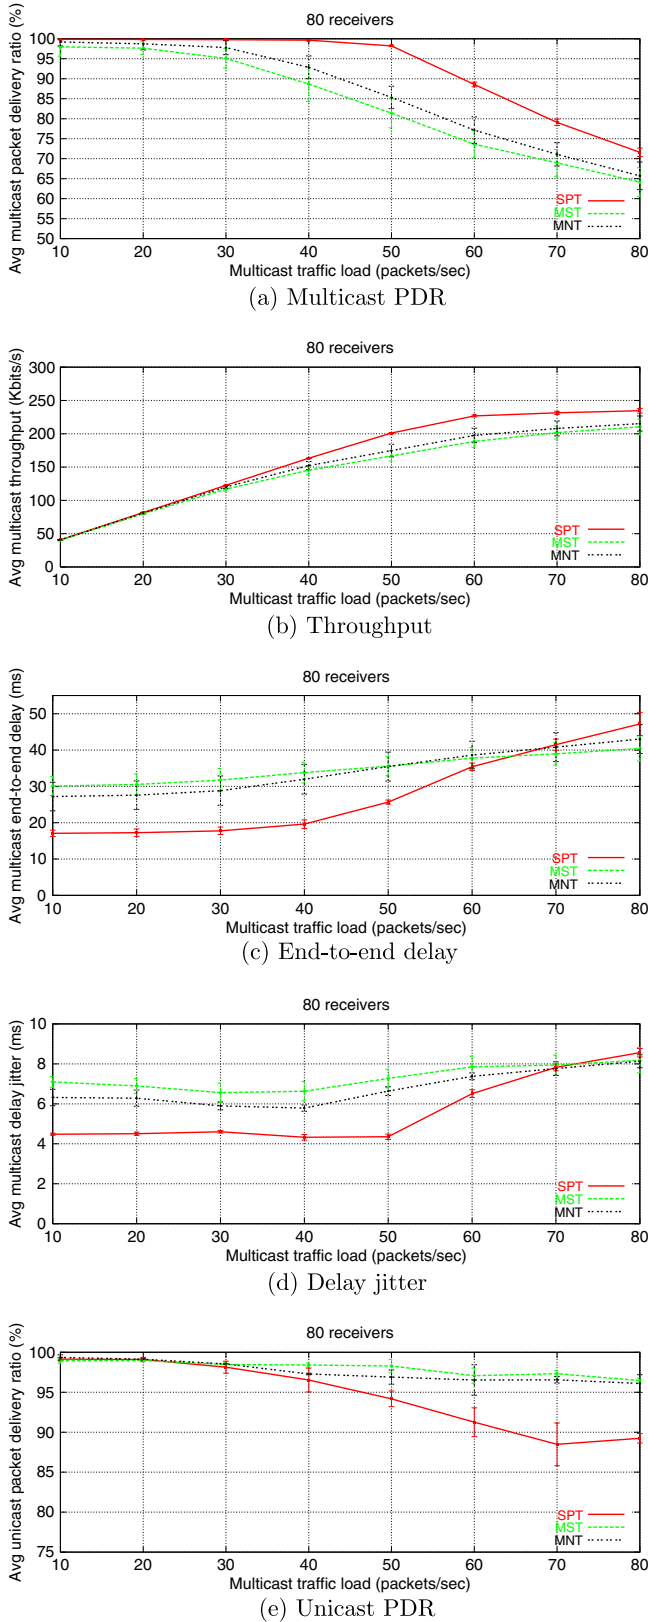 80 receivers
Avg multicast packet delivery ratio (%)
100
95
90
85
80
75
70
65
60
55
50
SPT
MST
MNT
10 20 30 40 50 60 70 80
Multicast traffic load (packets/sec)
(a) Multicast PDR
80 receivers
Avg multicast throughput (Kbits/s)
300
250
200
150
100
50
0
SPT
MST
MNT
10 20 30 40 50 60 70 80
Multicast traffic load (packets/sec)
(b) Throughput
80 receivers
Avg multicast end-to-end delay (ms)
50
40
30
20
10
0
SPT
MST
MNT
10 20 30 40 50 60 70 80
Multicast traffic load (packets/sec)
(c) End-to-end delay
80 receivers
Avg multicast delay jitter (ms)
10
8
6
4
2
0
SPT
MST
MNT
10 20 30 40 50 60 70 80
Multicast traffic load (packets/sec)
(d) Delay jitter
80 receivers
Avg unicast packet delivery ratio (%)
100
95
90
85
80
75
SPT
MST
MNT
10 20 30 40 50 60 70 80
Multicast traffic load (packets/sec)
(e) Unicast PDR